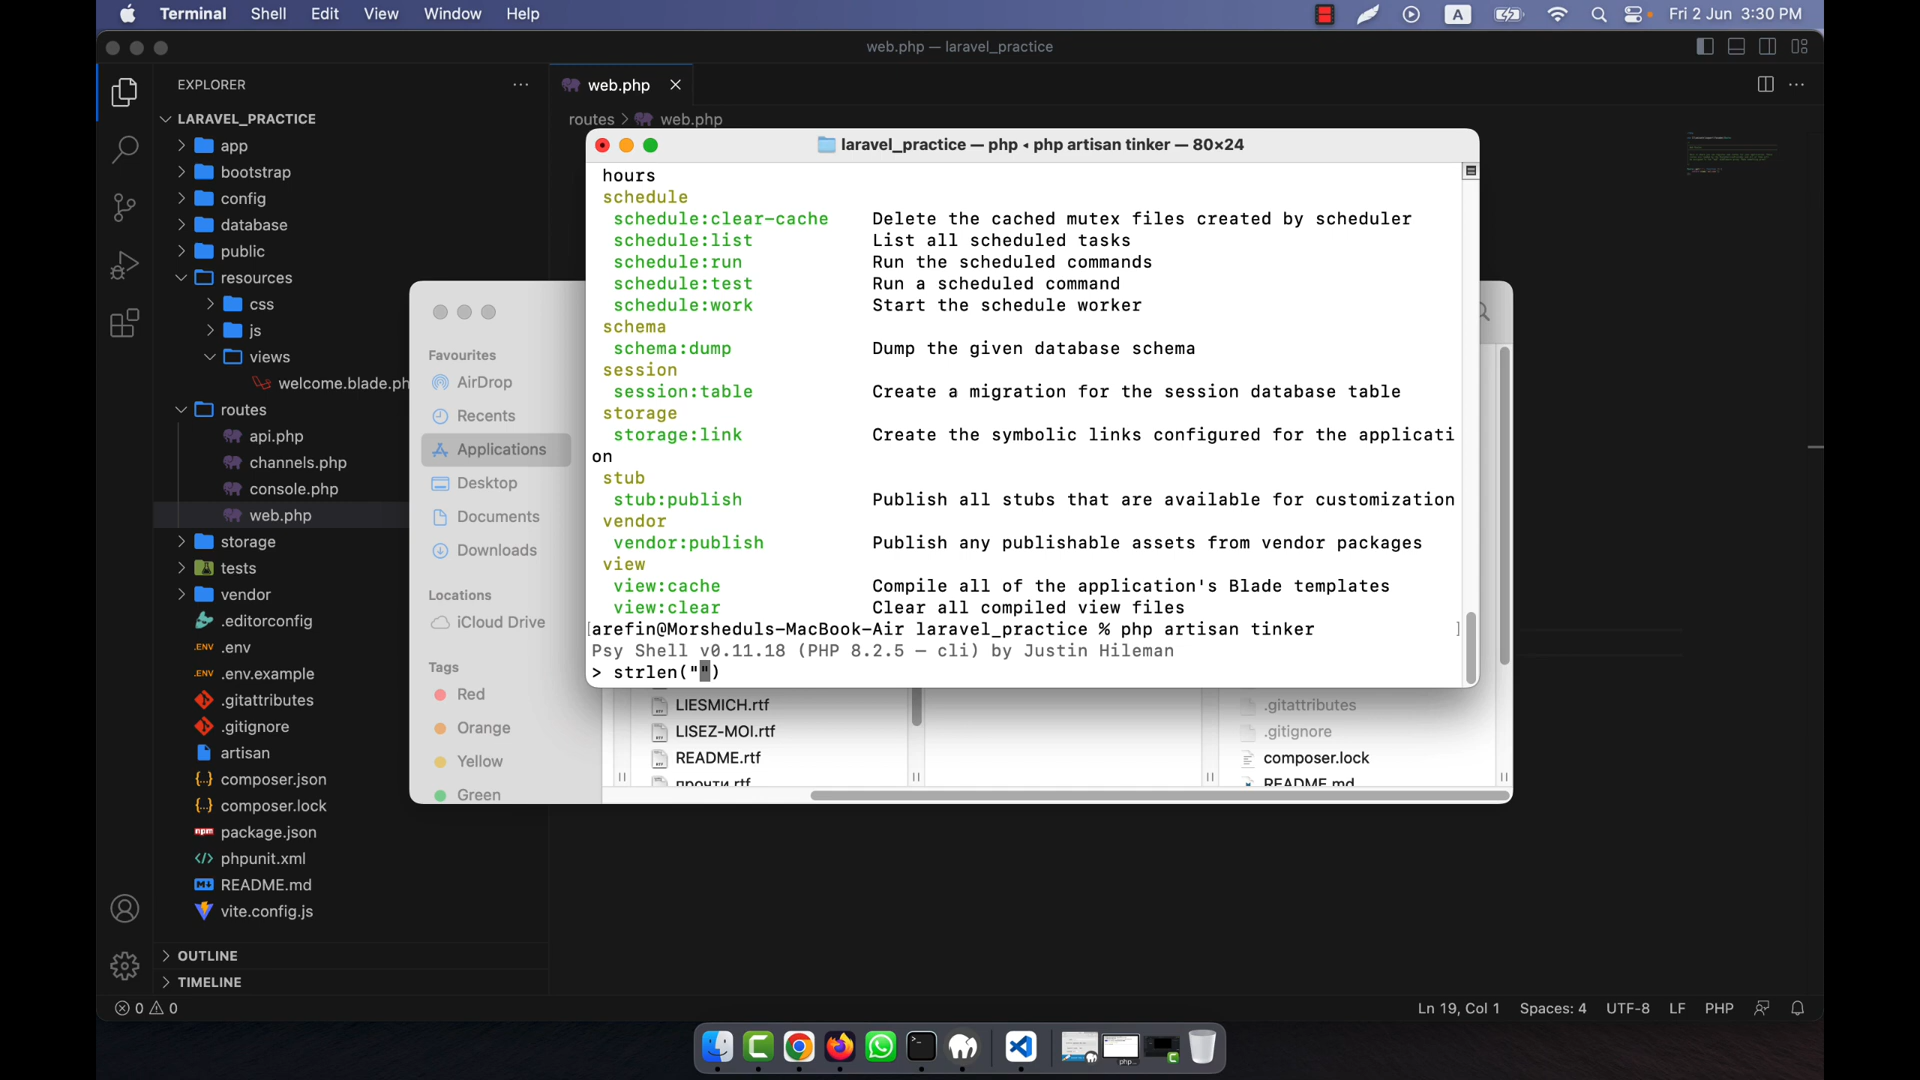 Terminal Shell Edit View Window Help
A
Fri 2 Jun 3:30 PM
web.php — laravel_practice
EXPLORER
web.php
LARAVEL_PRACTICE
routes > web.php
app
bootstrap
config
database
public
resources
css
js
views
welcome.blade.ph
routes
api.php
channels.php
console.php
web.php
storage
tests
vendor
.editorconfig
.env
.env.example
.gitattributes
.gitignore
artisan
composer.json
composer.lock
package.json
phpunit.xml
README.md
vite.config.js
OUTLINE
TIMELINE
Favourites
AirDrop
Recents
Applications
Desktop
Documents
Downloads
Locations
iCloud Drive
Tags
Red
Orange
Yellow
Green
laravel_practice — php ◂ php artisan tinker — 80×24
hours
schedule
schedule:clear-cache Delete the cached mutex files created by scheduler
schedule:list List all scheduled tasks
schedule:run Run the scheduled commands
schedule:test Run a scheduled command
schedule:work Start the schedule worker
schema
schema:dump Dump the given database schema
session
session:table Create a migration for the session database table
storage
storage:link Create the symbolic links configured for the applicati
on
stub
stub:publish Publish all stubs that are available for customization
vendor
vendor:publish Publish any publishable assets from vendor packages
view
view:cache Compile all of the application's Blade templates
view:clear Clear all compiled view files
[arefin@Morsheduls-MacBook-Air laravel_practice % php artisan tinker ]
Psy Shell v0.11.18 (PHP 8.2.5 — cli) by Justin Hileman
> strlen("")
LIESMICH.rtf
LISEZ-MOI.rtf
README.rtf
прочти.rtf
.gitattributes
.gitignore
composer.lock
README.md
0 0
Ln 19, Col 1 Spaces: 4 UTF-8 LF PHP